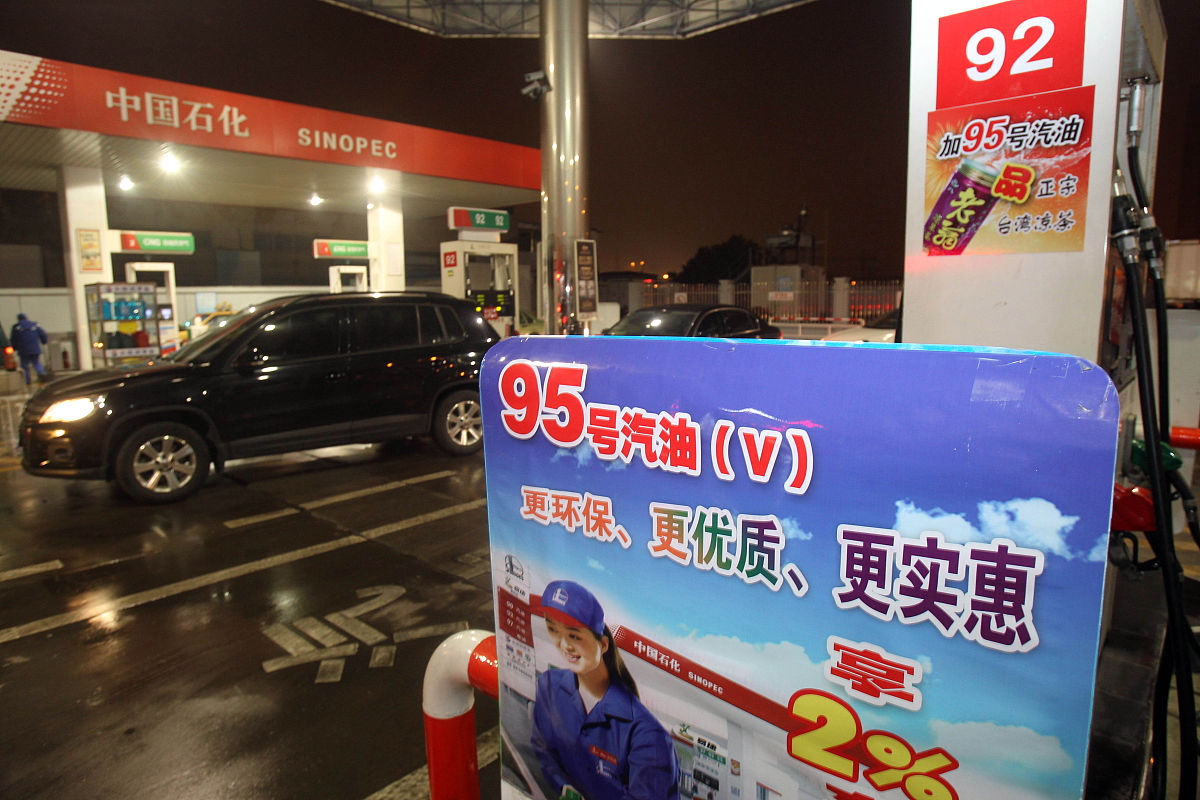 中国石化 SINOPEC
92
加95号汽油
品 正宗
台湾凉茶
92 92
92
CNG
95号汽油（V）
更环保、更优质、更实惠
享
2%
中国石化 SINOPEC